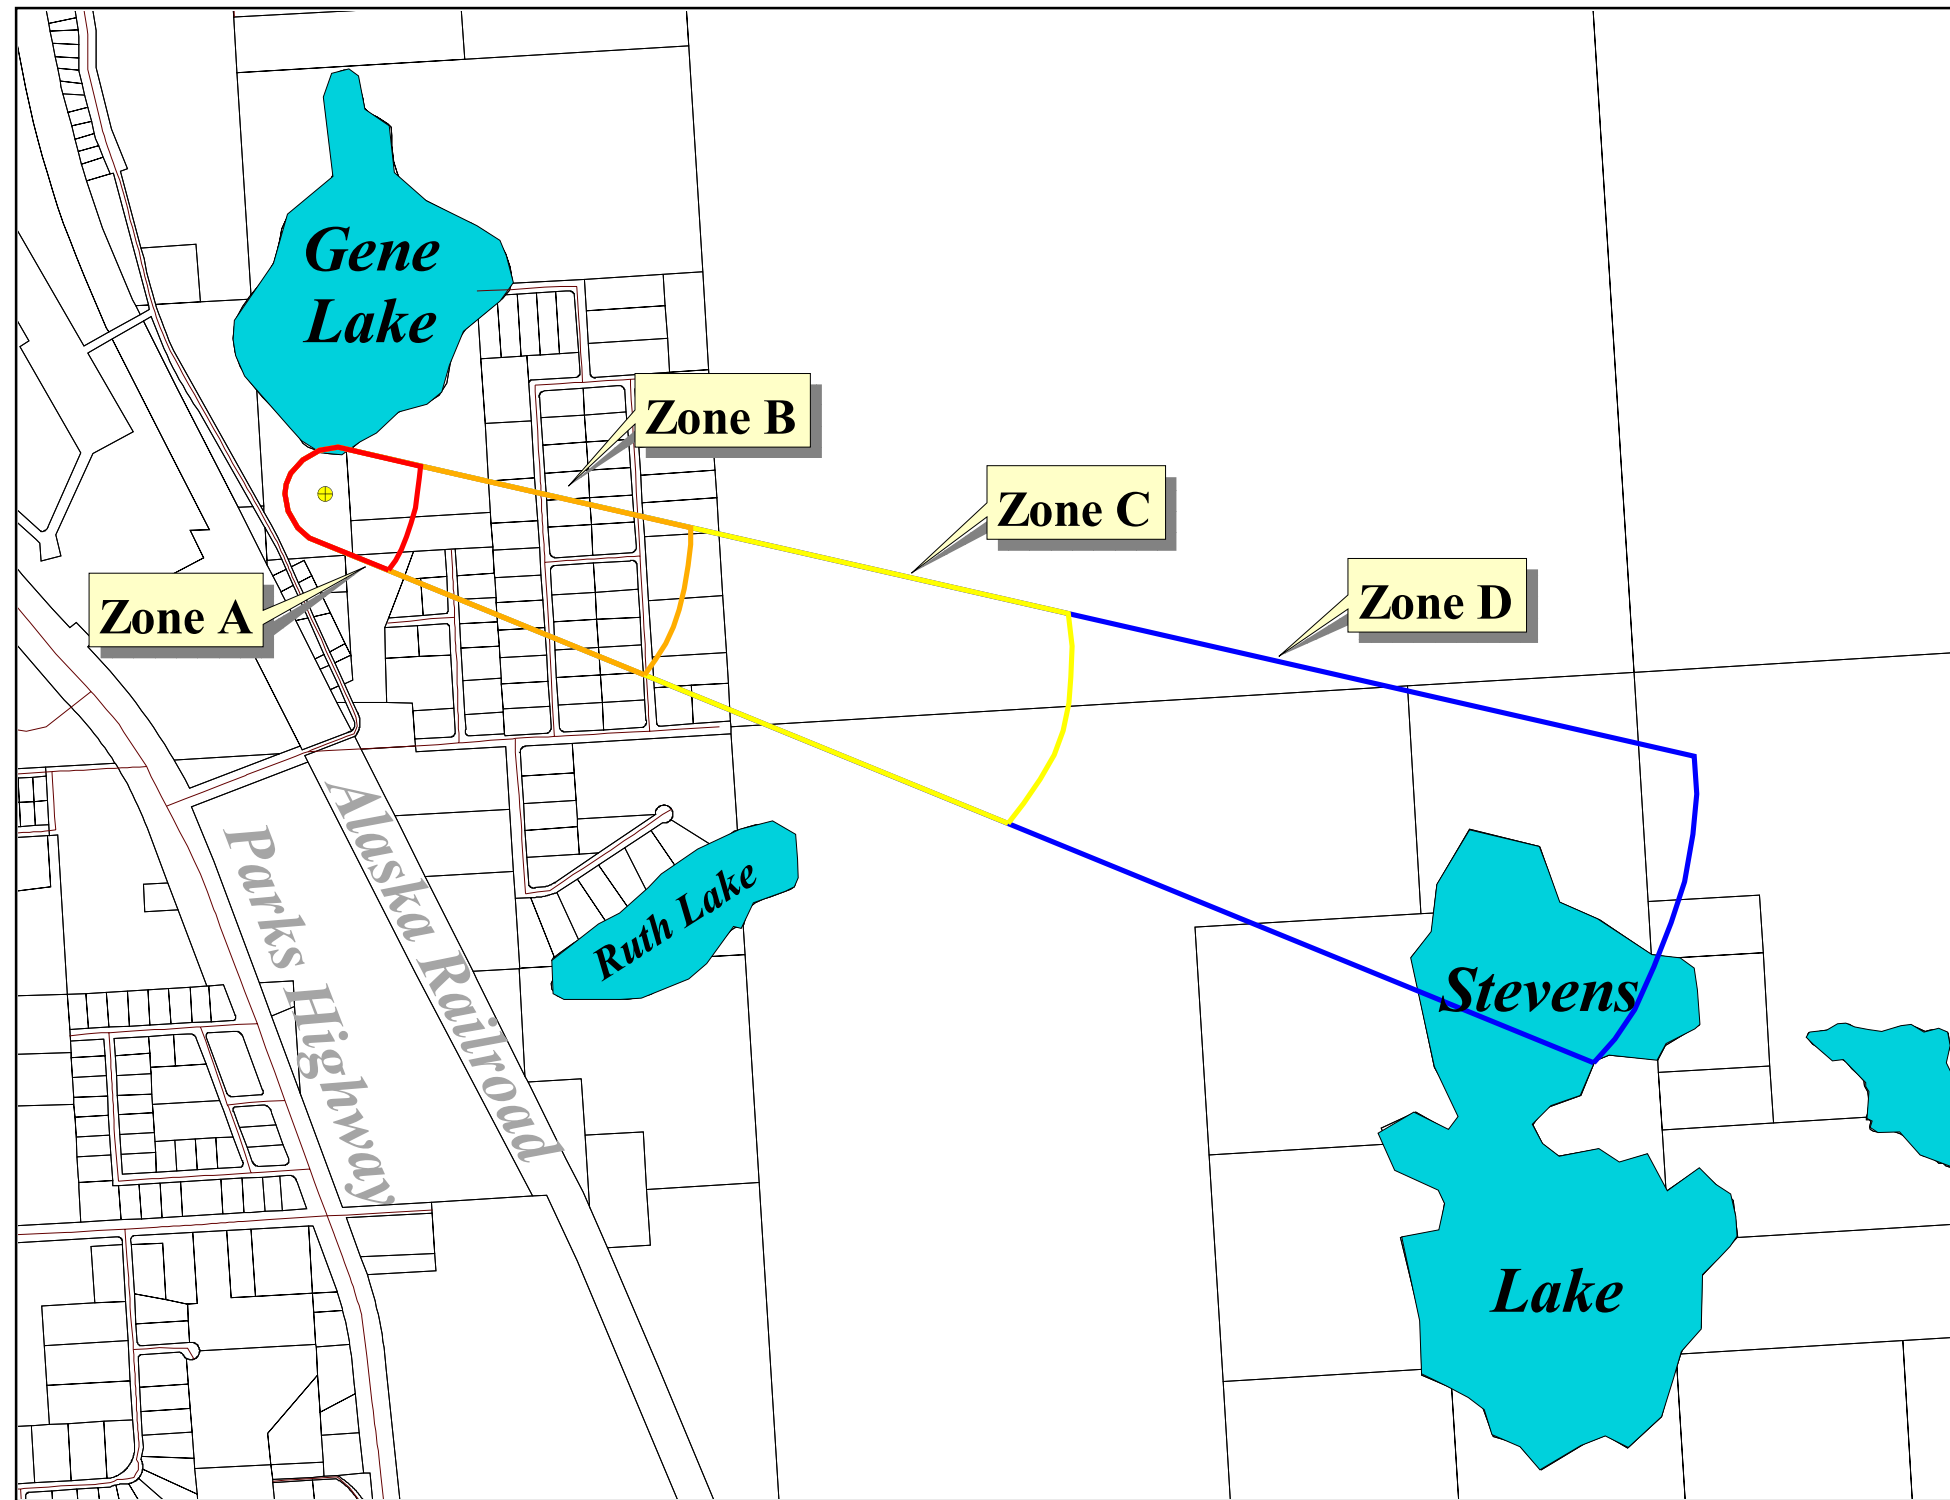 Gene
Lake
Zone B
Zone C
Zone D
Zone A
Alaska Railroad
Parks Highway
Ruth Lake
Stevens
Lake